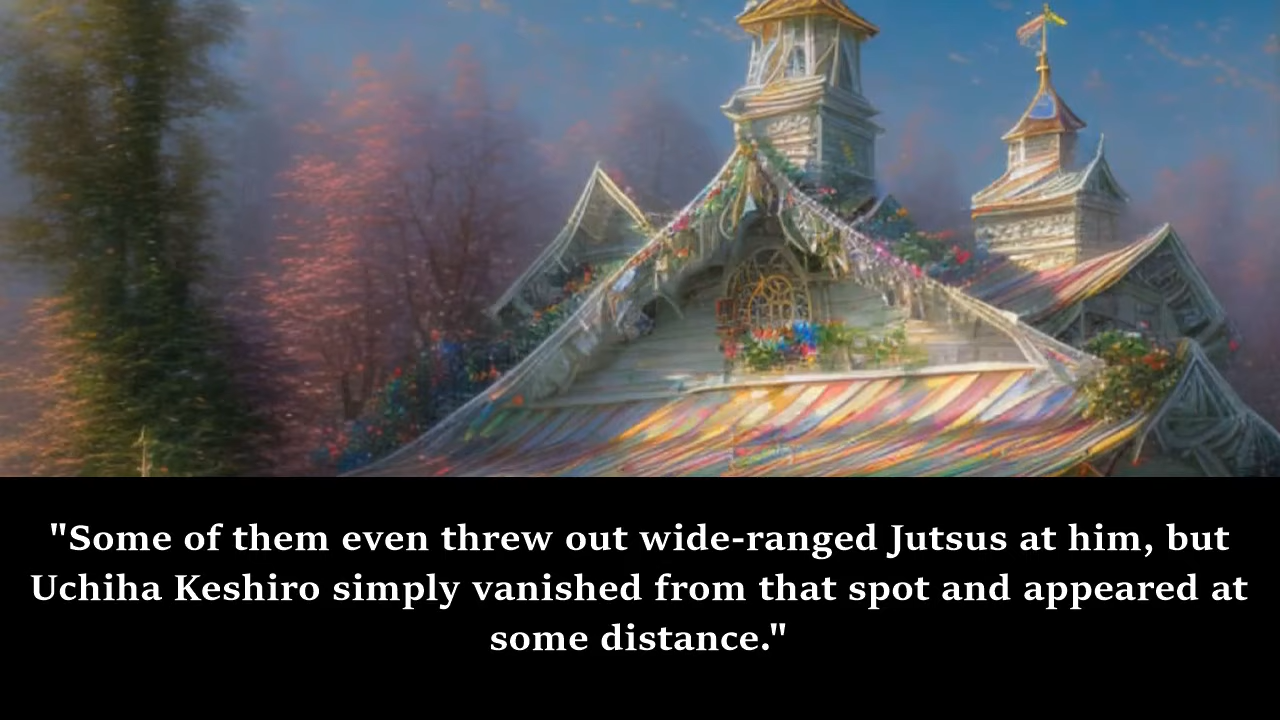 "Some of them even threw out wide-ranged Jutsus at him, but
Uchiha Keshiro simply vanished from that spot and appeared at
some distance."